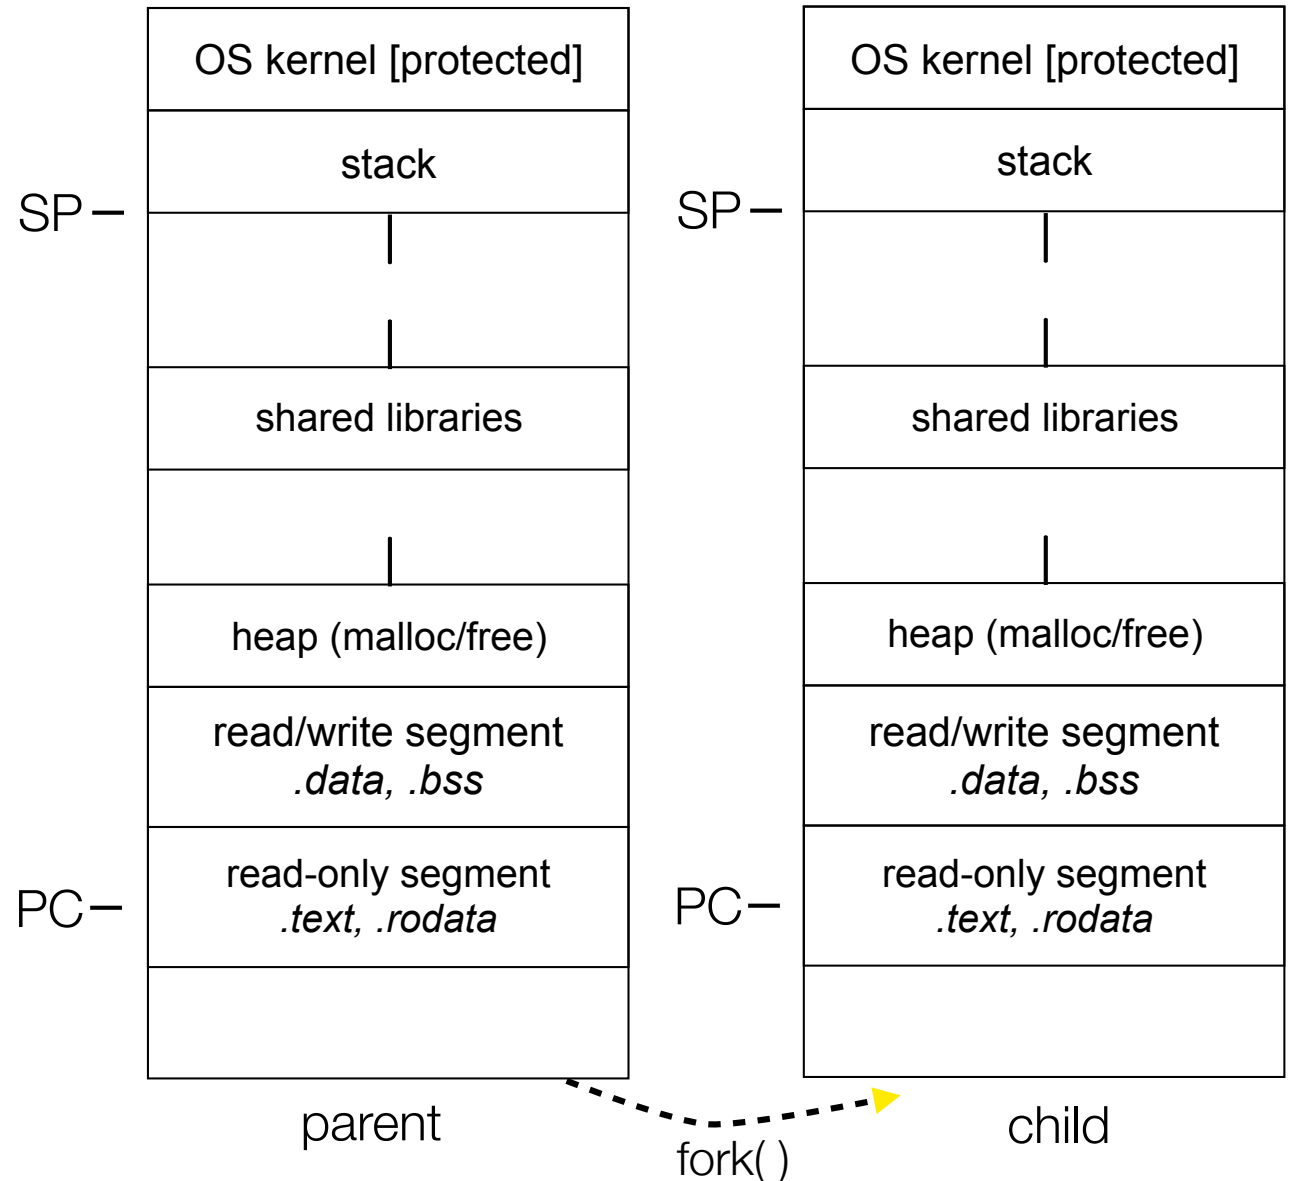 OS kernel [protected]
stack
SP
shared libraries
heap (malloc/free)
read/write segment
.data, .bss
read-only segment
.text, .rodata
PC
parent
OS kernel [protected]
stack
SP
shared libraries
heap (malloc/free)
read/write segment
.data, .bss
read-only segment
.text, .rodata
PC
child
fork( )